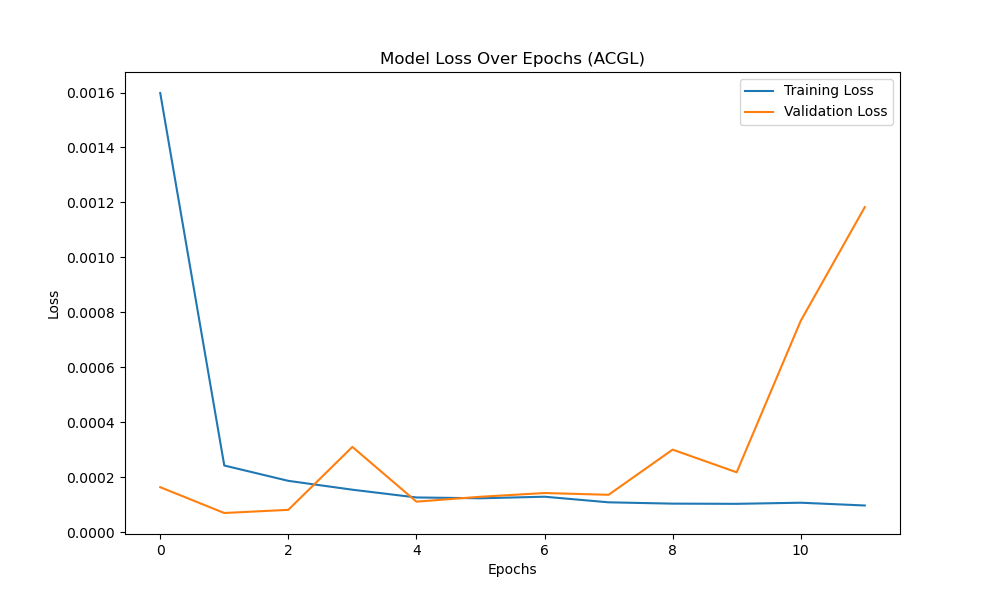 Model Loss Over Epochs (ACGL)
Training Loss
Validation Loss
0.0016
0.0014
0.0012
0.0010
0.0008
0.0006
0.0004
0.0002
0.0000
Loss
0 2 4 6 8 10
Epochs